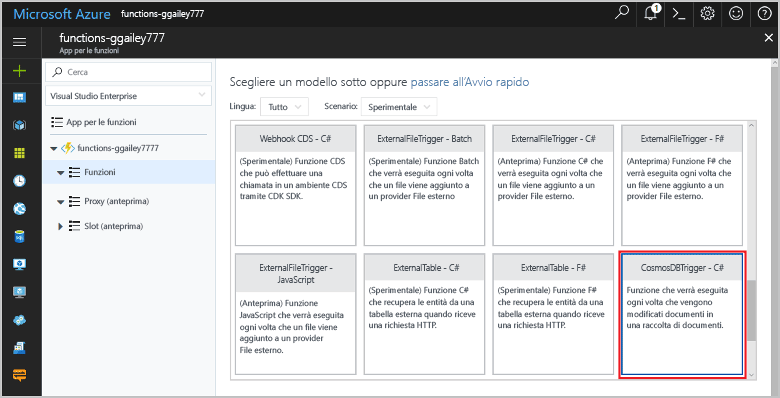 Microsoft Azure functions-ggailey777
1
functions-ggailey777
App per le funzioni
Cerca
Visual Studio Enterprise
App per le funzioni
functions-ggailey7777
Funzioni
Proxy (anteprima)
Slot (anteprima)
Scegliere un modello sotto oppure passare all'Avvio rapido
Lingua: Tutto Scenario: Sperimentale
Webhook CDS - C#
(Sperimentale) Funzione CDS
che può effettuare una
chiamata in un ambiente CDS
tramite CDK SDK.
ExternalFileTrigger - Batch
(Sperimentale) Funzione Batch
che verrà eseguita ogni volta
che un file viene aggiunto a
un provider File esterno
ExternalFileTrigger - C#
(Anteprima) Funzione C# che
verrà eseguita ogni volta che
un file viene aggiunto a un
provider File esterno.
ExternalFileTrigger - F#
(Anteprima) Funzione F# che
verrà eseguita ogni volta che
un file viene aggiunto a un
provider File esterno.
ExternalFileTrigger -
JavaScript
(Anteprima) Funzione
JavaScript che verrà eseguita
ogni volta che un file viene
aggiunto a un provider
File esterno.
ExternalTable - C#
(Sperimentale) Funzione C#
che recupera le entità da una
tabella esterna quando riceve
una richiesta HTTP.
ExternalTable - F#
(Sperimentale) Funzione F#
che recupera le entità da una
tabella esterna quando riceve
una richiesta HTTP.
CosmosDBTrigger - C#
Funzione che verrà eseguita
ogni volta che vengono
modificati documenti in
una raccolta di documenti.